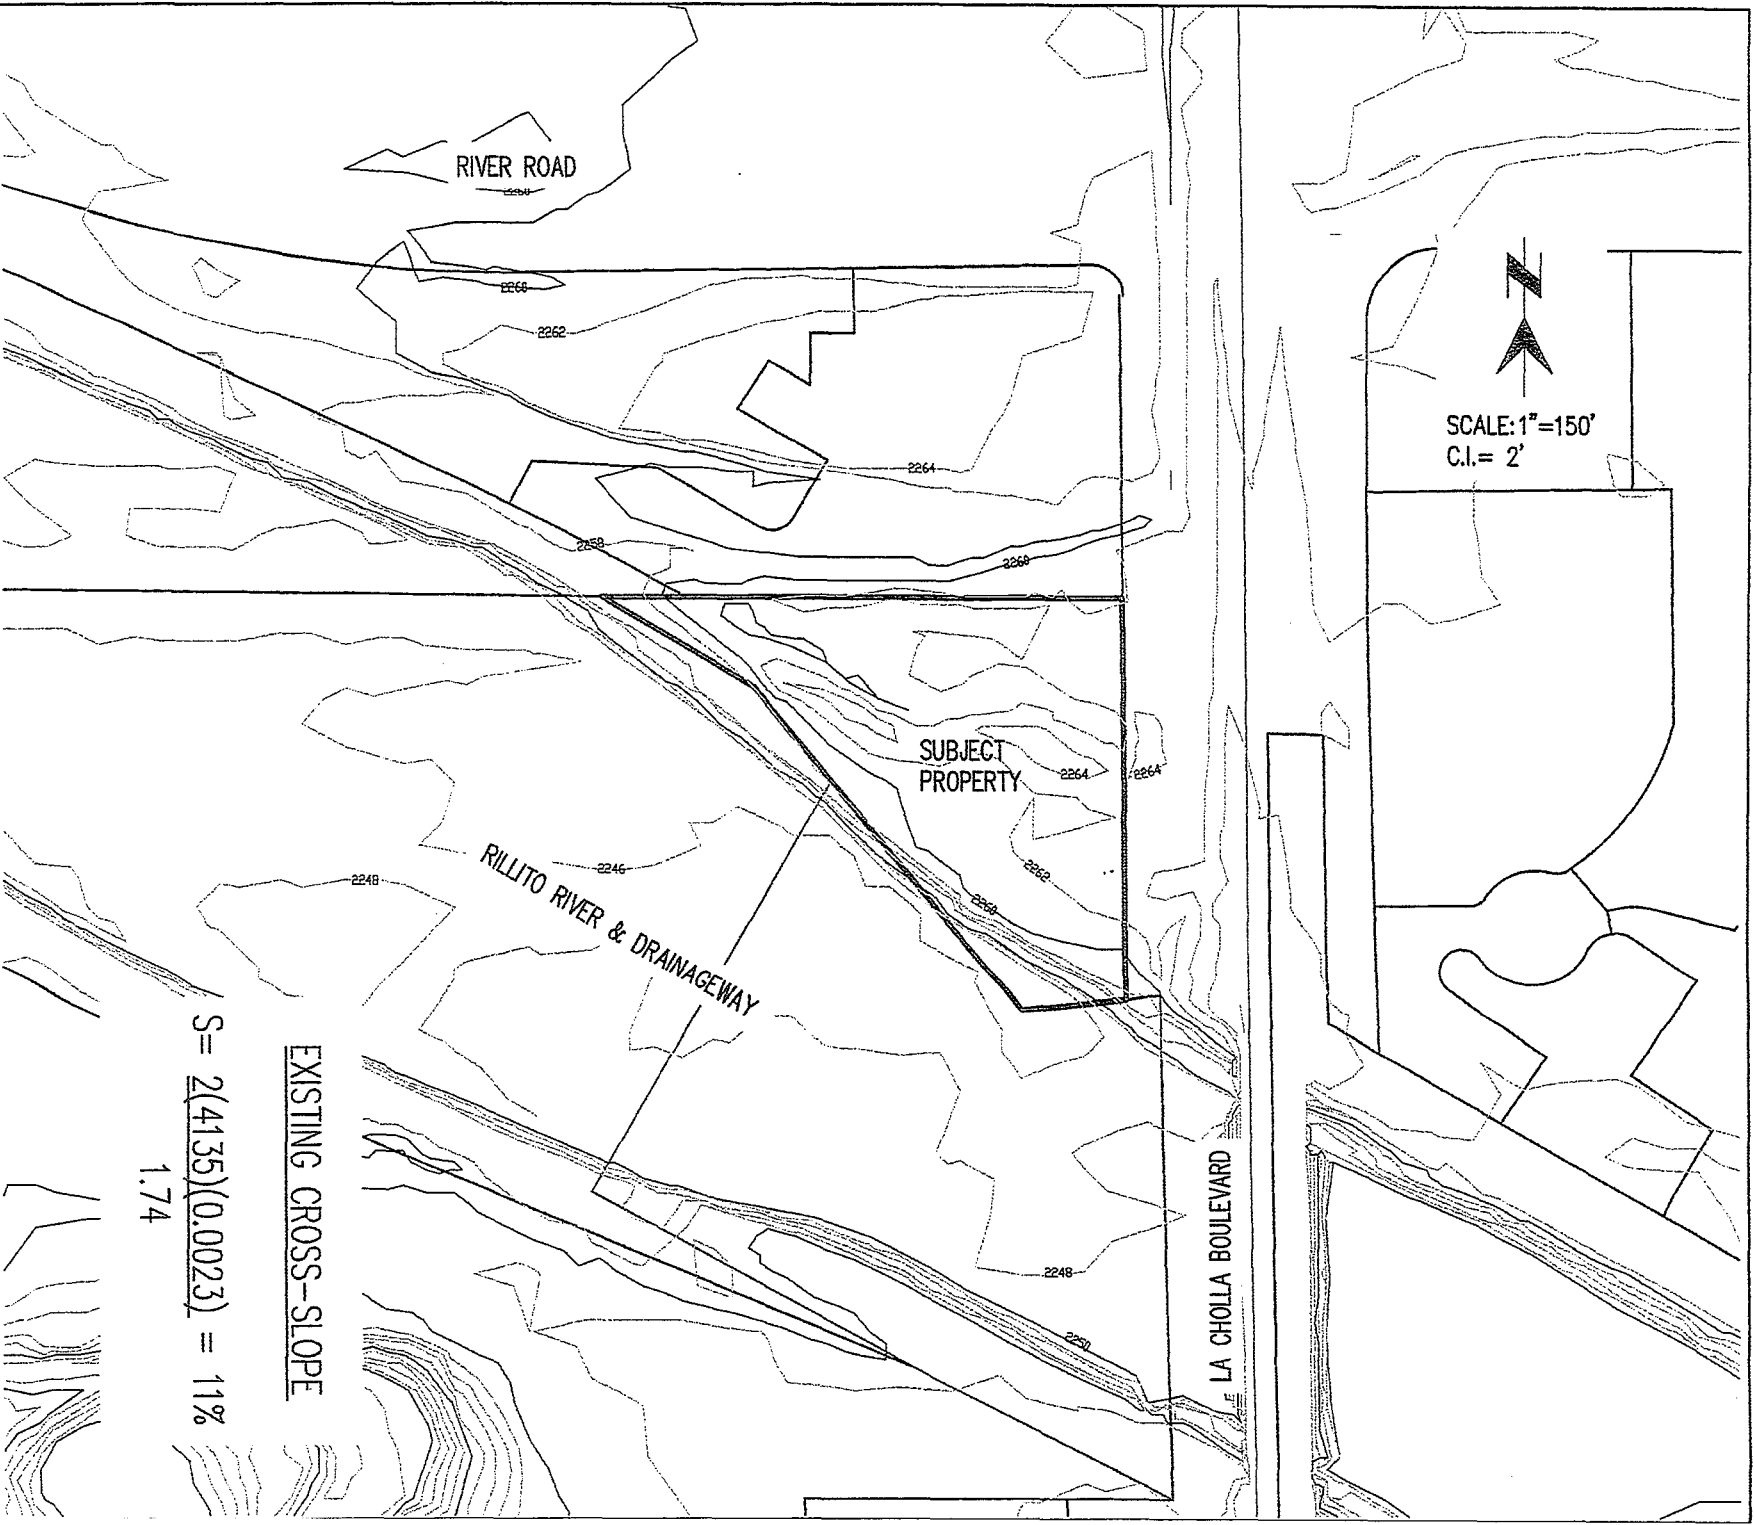 RIVER ROAD
2260
2260
2262
N
SCALE: 1"=150'
C.I.= 2'
2264
2258
2260
SUBJECT
PROPERTY
2264
2264
2262
2260
RILLITO RIVER & DRAINAGEWAY
2246
2248
2248
2250
LA CHOLLA BOULEVARD
EXISTING CROSS-SLOPE
S= 2(4135)(0.0023) = 11%
1.74